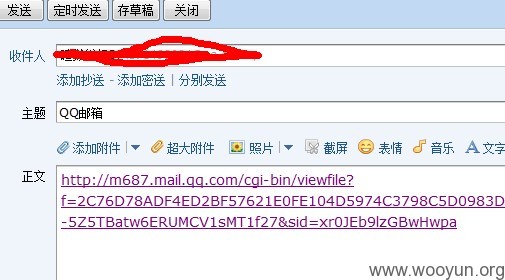 发送 定时发送 存草稿 关闭
收件人
添加抄送 - 添加密送 | 分别发送
主题 QQ邮箱
添加附件 超大附件 照片 截屏 表情 音乐 文字
正文 http://m687.mail.qq.com/cgi-bin/viewfile?
f=2C76D78ADF4ED2BF57621E0FE104D5974C3798C5D0983D
-5Z5TBatw6ERUMCV1sMT1f27&sid=xr0JEb9lzGBwHwpa
www.wooyun.org